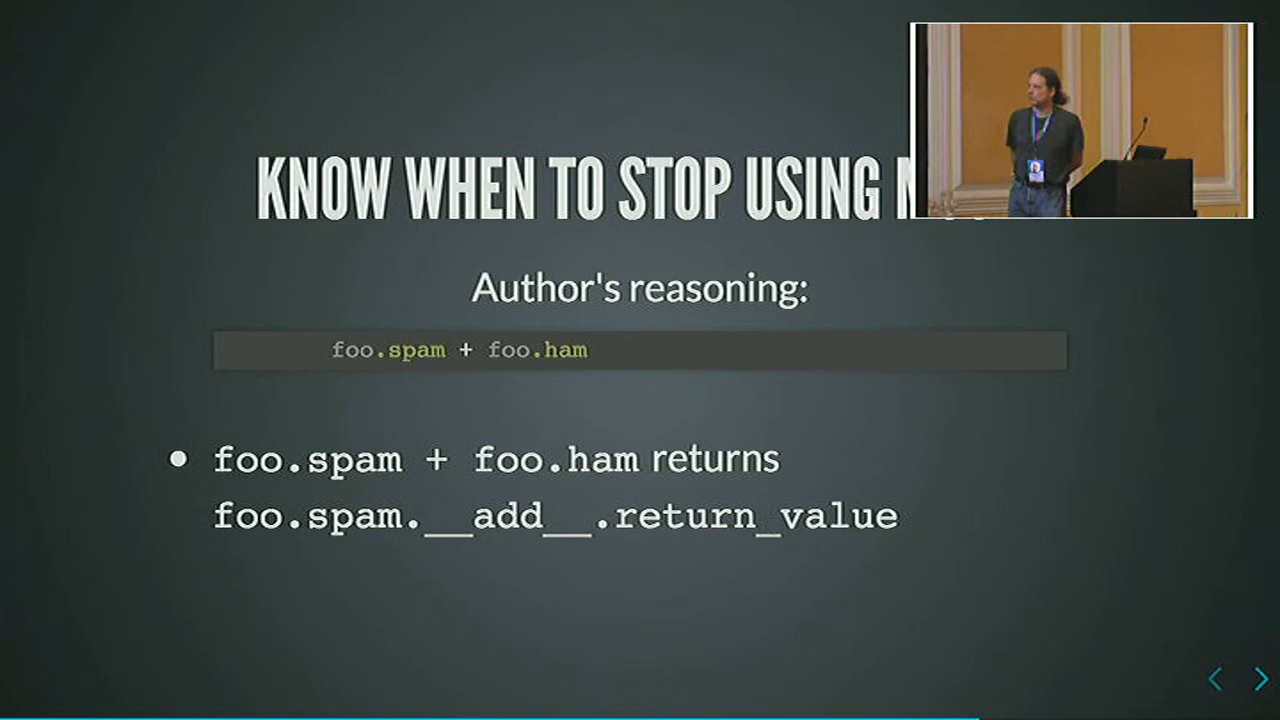 KNOW WHEN TO STOP USING
Author's reasoning:
foo.spam + foo.ham
• foo.spam + foo.ham returns
foo.spam.__add__.return_value